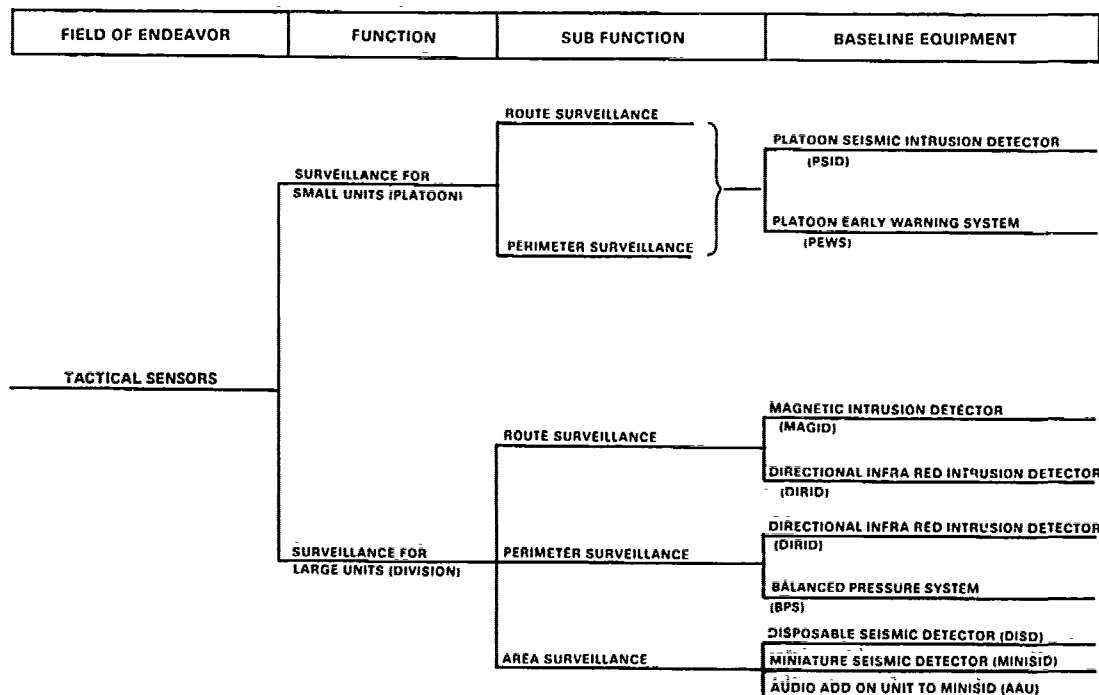 FIELD OF ENDEAVOR FUNCTION SUB FUNCTION BASELINE EQUIPMENT
ROUTE SURVEILLANCE
PLATOON SEISMIC INTRUSION DETECTOR
(PSID)
SURVEILLANCE FOR
SMALL UNITS (PLATOON)
PLATOON EARLY WARNING SYSTEM
(PEWS)
PERIMETER SURVEILLANCE
TACTICAL SENSORS
MAGNETIC INTRUSION DETECTOR
(MAGID)
ROUTE SURVEILLANCE
DIRECTIONAL INFRA RED INTRUSION DETECTOR
(DIRID)
DIRECTIONAL INFRA RED INTRUSION DETECTOR
(DIRID)
SURVEILLANCE FOR
LARGE UNITS (DIVISION)
PERIMETER SURVEILLANCE
BALANCED PRESSURE SYSTEM
(BPS)
DISPOSABLE SEISMIC DETECTOR (DISD)
AREA SURVEILLANCE
MINIATURE SEISMIC DETECTOR (MINISID)
AUDIO ADD ON UNIT TO MINISID (AAU)